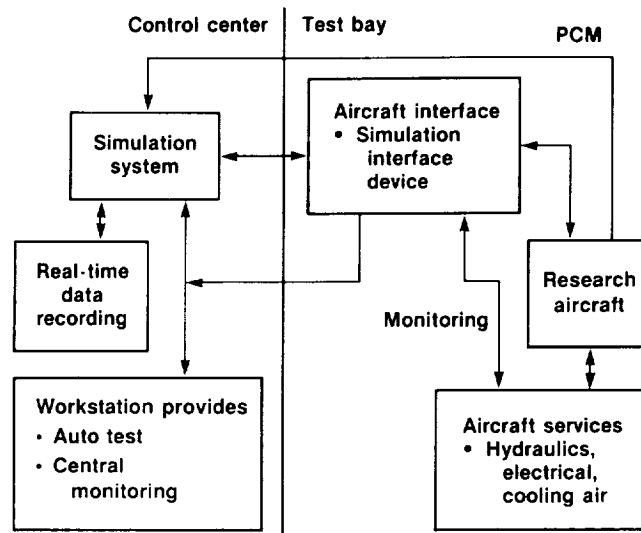 Control center
Test bay
PCM
Simulation
system
Aircraft interface
• Simulation
interface
device
Real-time
data
recording
Research
aircraft
Monitoring
Workstation provides
• Auto test
• Central
monitoring
Aircraft services
• Hydraulics,
electrical,
cooling air